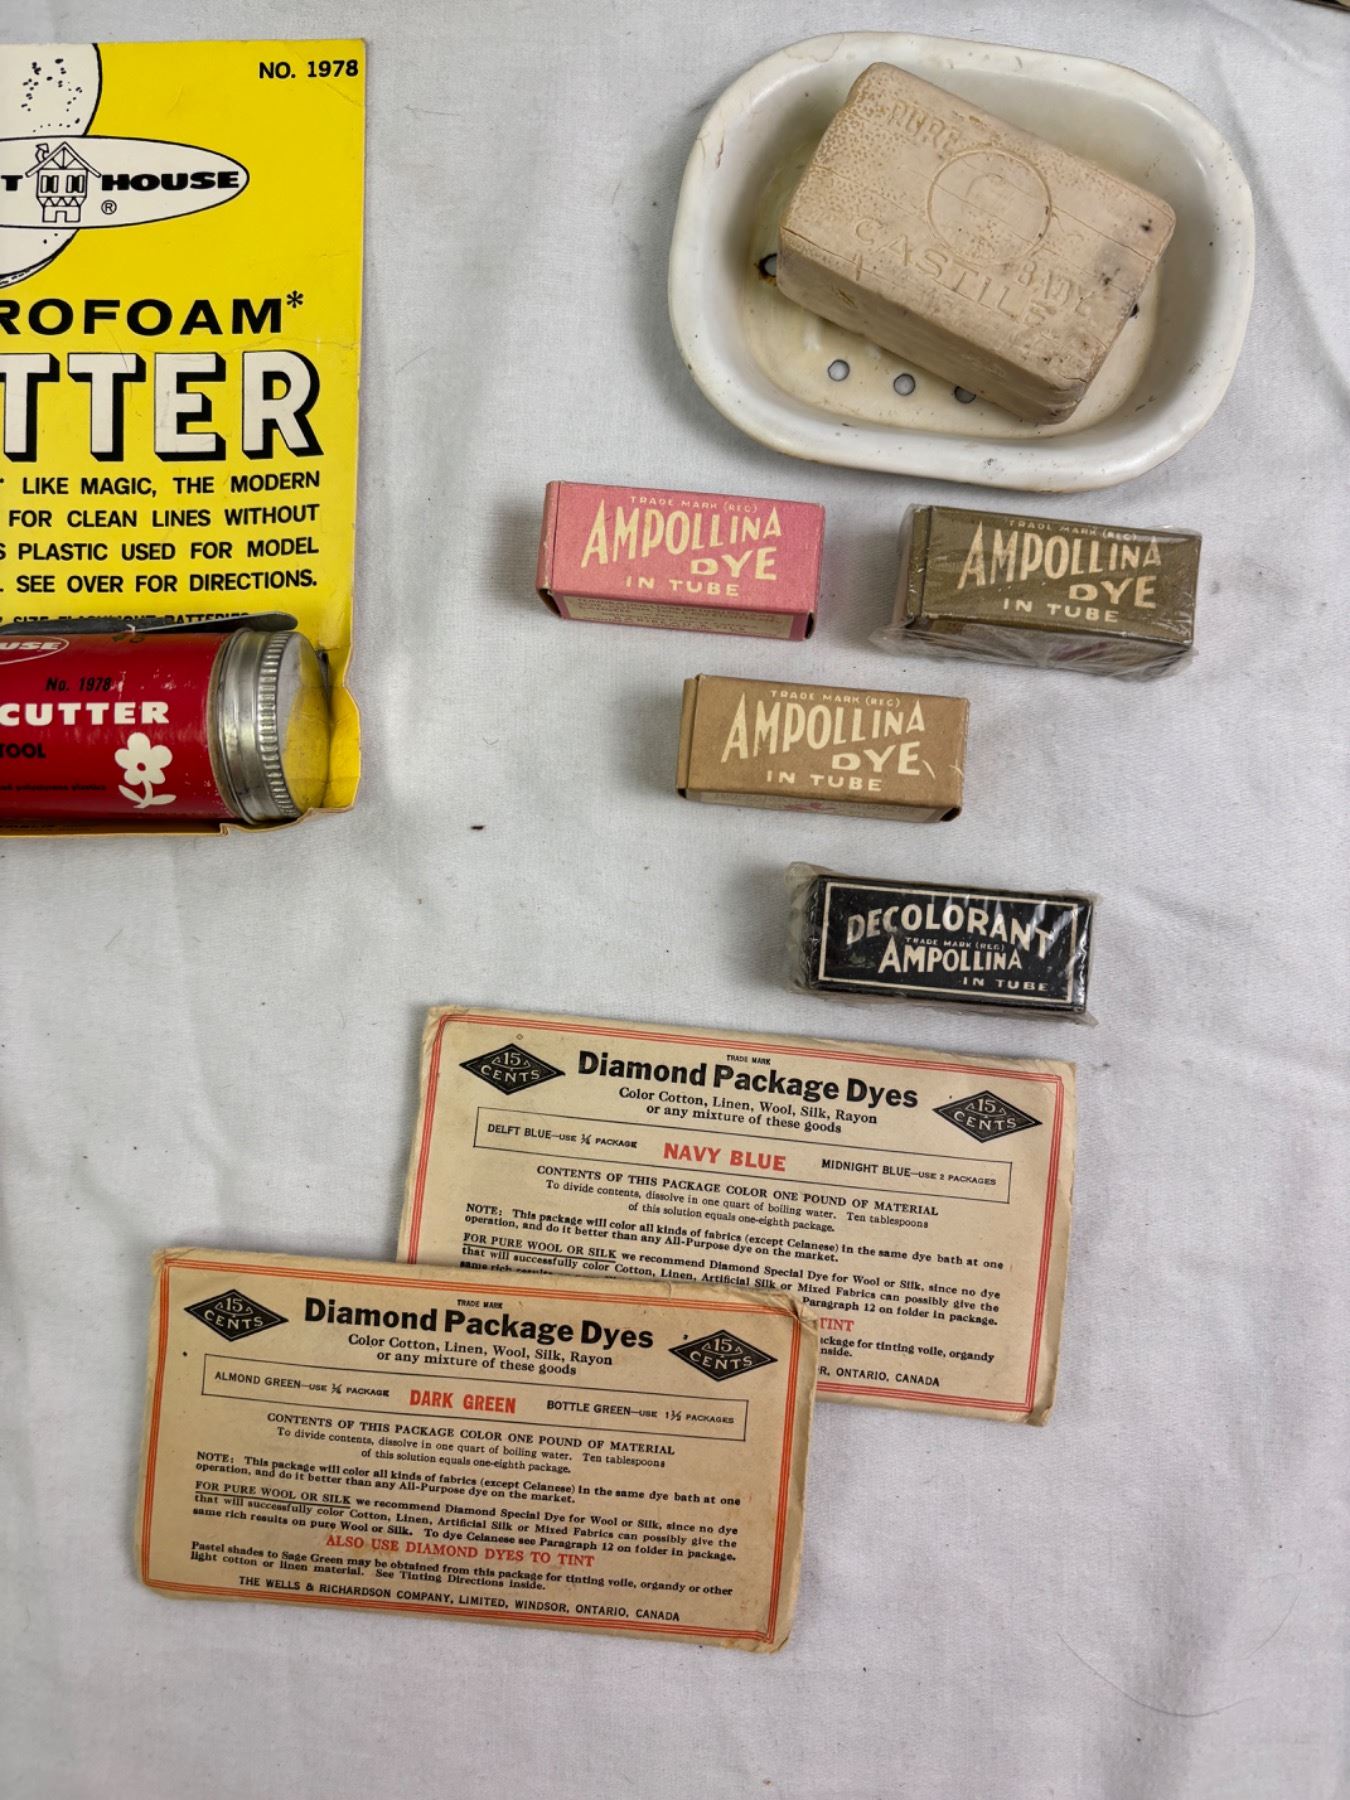 NO. 1978
T HOUSE
®
ROFOAM*
TTER
LIKE MAGIC, THE MODERN
FOR CLEAN LINES WITHOUT
S PLASTIC USED FOR MODEL
SEE OVER FOR DIRECTIONS.
SIZE FLASHLIGHT BATTERIES
USE
No. 1978
CUTTER
TOOL
PURE
CASTILE
TRADE MARK (REG)
AMPOLLINA
DYE
IN TUBE
TRADE MARK (REG)
AMPOLLINA
DYE
IN TUBE
TRADE MARK (REG)
AMPOLLINA
DYE
IN TUBE
DECOLORANT
TRADE MARK (REG)
AMPOLLINA
IN TUBE
TRADE MARK
15 CENTS
Diamond Package Dyes
15 CENTS
Color Cotton, Linen, Wool, Silk, Rayon
or any mixture of these goods
DELFT BLUE—USE ⅙ PACKAGE NAVY BLUE MIDNIGHT BLUE—USE 2 PACKAGES
CONTENTS OF THIS PACKAGE COLOR ONE POUND OF MATERIAL
To divide contents, dissolve in one quart of boiling water. Ten tablespoons
of this solution equals one-eighth package.
NOTE: This package will color all kinds of fabrics (except Celanese) in the same dye bath at one
operation, and do it better than any All-Purpose dye on the market.
FOR PURE WOOL OR SILK we recommend Diamond Special Dye for Wool or Silk, since no dye
that will successfully color Cotton, Linen, Artificial Silk or Mixed Fabrics can possibly give the
same rich results Paragraph 12 on folder in package.
TINT
ackage for tinting voile, organdy
nside.
R, ONTARIO, CANADA
TRADE MARK
15 CENTS
Diamond Package Dyes
15 CENTS
Color Cotton, Linen, Wool, Silk, Rayon
or any mixture of these goods
ALMOND GREEN—USE ⅙ PACKAGE DARK GREEN BOTTLE GREEN—USE 1½ PACKAGES
CONTENTS OF THIS PACKAGE COLOR ONE POUND OF MATERIAL
To divide contents, dissolve in one quart of boiling water. Ten tablespoons
of this solution equals one-eighth package.
NOTE: This package will color all kinds of fabrics (except Celanese) in the same dye bath at one
operation, and do it better than any All-Purpose dye on the market.
FOR PURE WOOL OR SILK we recommend Diamond Special Dye for Wool or Silk, since no dye
that will successfully color Cotton, Linen, Artificial Silk or Mixed Fabrics can possibly give the
same rich results on pure Wool or Silk. To dye Celanese see Paragraph 12 on folder in package.
ALSO USE DIAMOND DYES TO TINT
Pastel shades to Sage Green may be obtained from this package for tinting voile, organdy or other
light cotton or linen material. See Tinting Directions inside.
THE WELLS & RICHARDSON COMPANY, LIMITED, WINDSOR, ONTARIO, CANADA